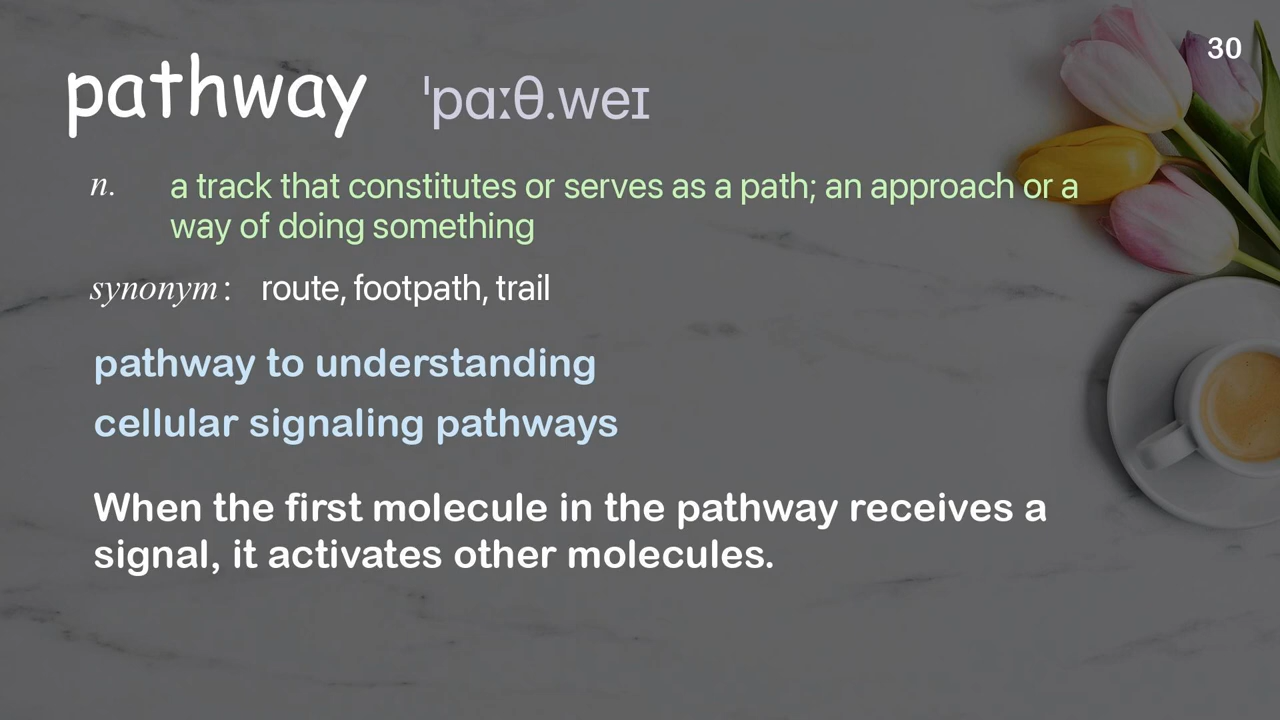 30
pathway ˈpɑːθ.weɪ
n. a track that constitutes or serves as a path; an approach or a
way of doing something
synonym: route, footpath, trail
pathway to understanding
cellular signaling pathways
When the first molecule in the pathway receives a
signal, it activates other molecules.